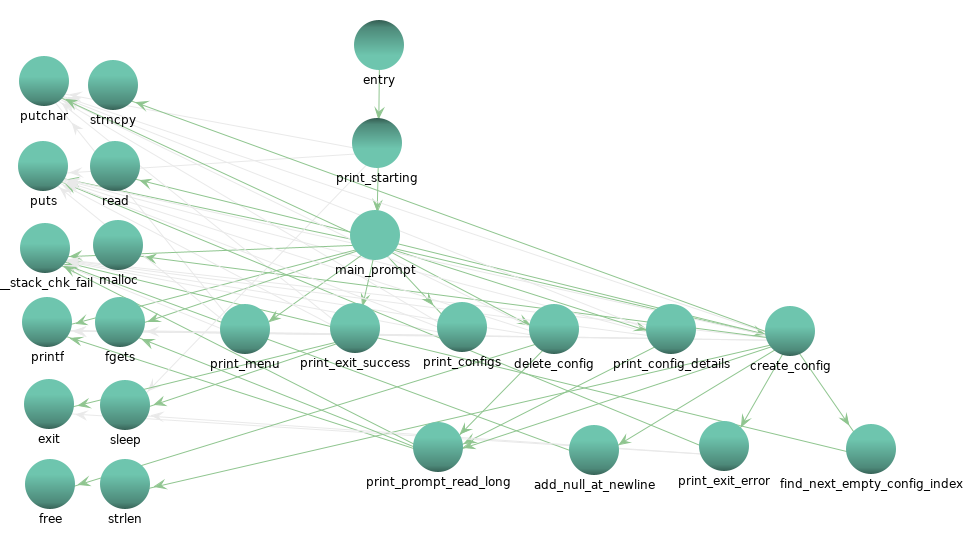 entry
putchar
strncpy
print_starting
puts
read
main_prompt
__stack_chk_fail
malloc
printf
fgets
print_menu
print_exit_success
print_configs
delete_config
print_config_details
create_config
exit
sleep
print_prompt_read_long
add_null_at_newline
print_exit_error
find_next_empty_config_index
free
strlen